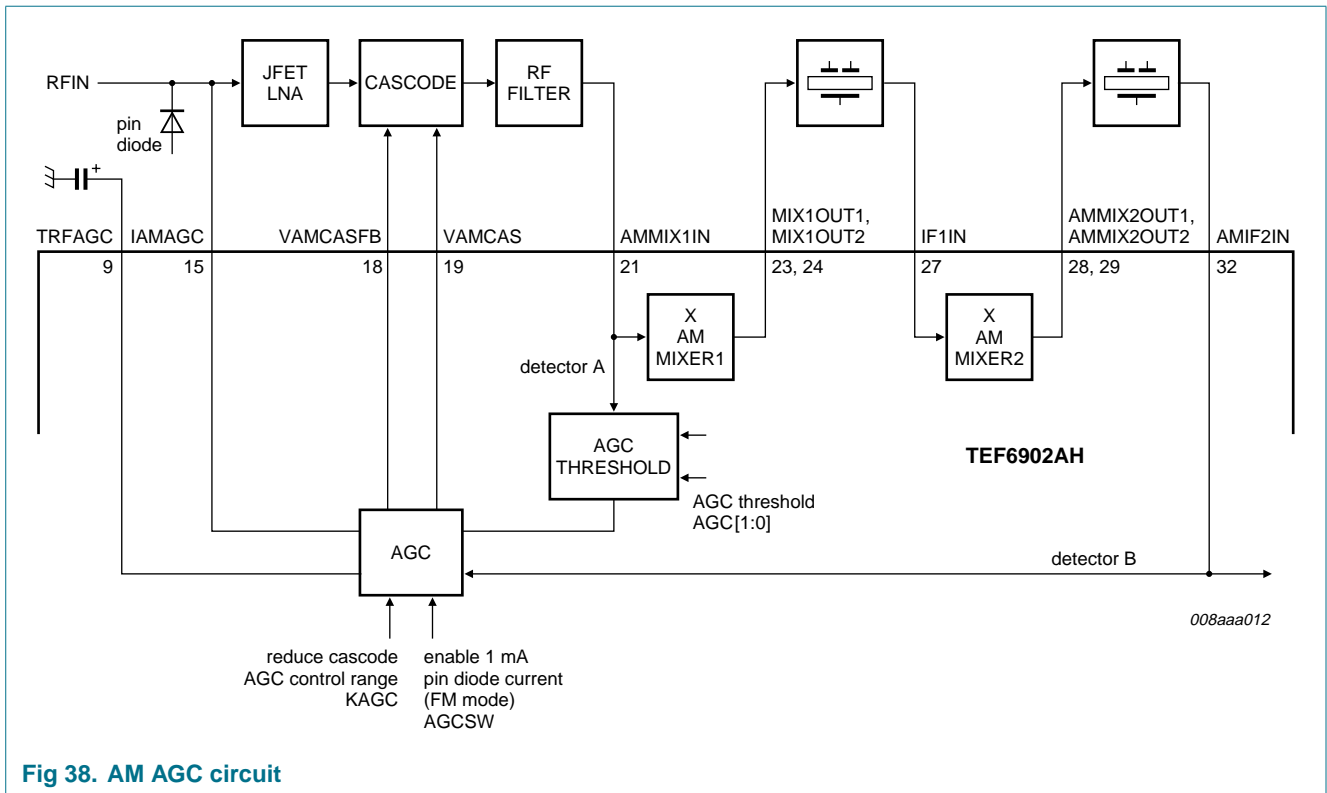 RFIN
pin
diode
JFET
LNA
CASCODE
RF
FILTER
+
TRFAGC
IAMAGC
VAMCASFB
VAMCAS
AMMIX1IN
MIX1OUT1,
MIX1OUT2
IF1IN
AMMIX2OUT1,
AMMIX2OUT2
AMIF2IN
9
15
18
19
21
23, 24
27
28, 29
32
X
AM
MIXER1
X
AM
MIXER2
detector A
AGC
THRESHOLD
TEF6902AH
AGC threshold
AGC[1:0]
AGC
detector B
008aaa012
reduce cascode
AGC control range
KAGC
enable 1 mA
pin diode current
(FM mode)
AGCSW
Fig 38. AM AGC circuit